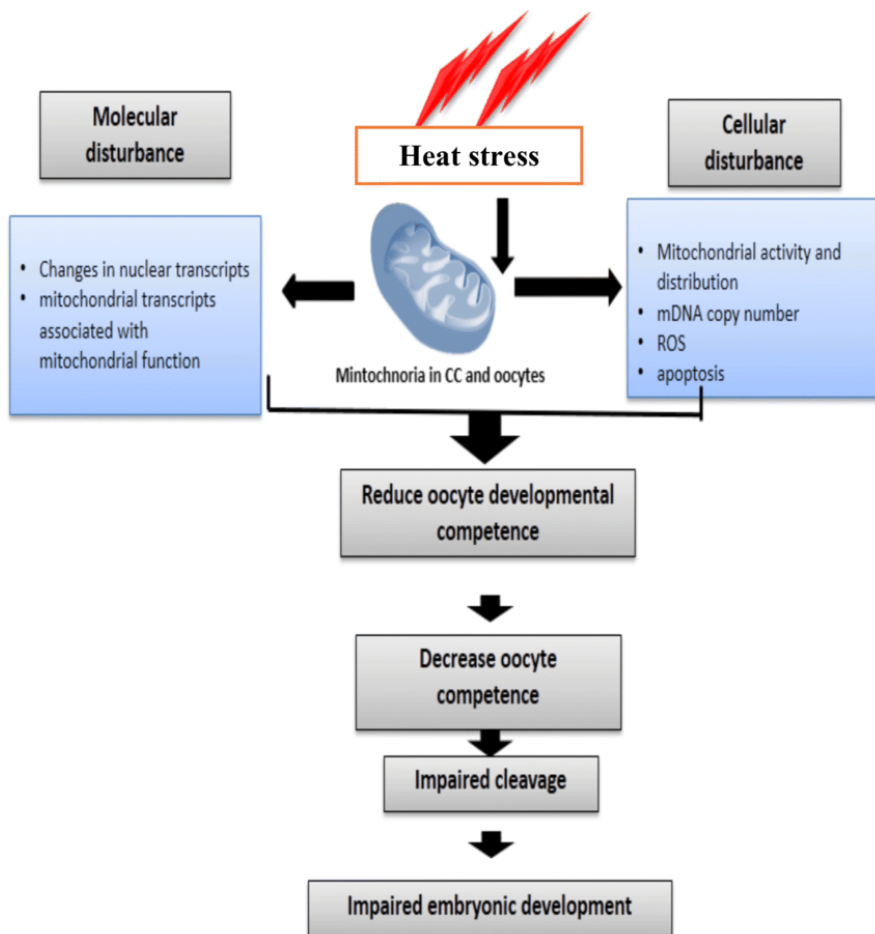 Molecular
disturbance
Heat stress
Cellular
disturbance
• Changes in nuclear transcripts
• mitochondrial transcripts
associated with
mitochondrial function
• Mitochondrial activity and
distribution
• mDNA copy number
• ROS
• apoptosis
Mintochnoria in CC and oocytes
Reduce oocyte developmental
competence
Decrease oocyte
competence
Impaired cleavage
Impaired embryonic development